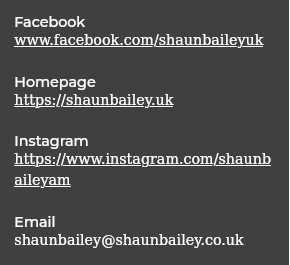 Facebook
www.facebook.com/shaunbaileyuk
Homepage
https://shaunbailey.uk
Instagram
https://www.instagram.com/shaunb
aileyam
Email
shaunbailey@shaunbailey.co.uk